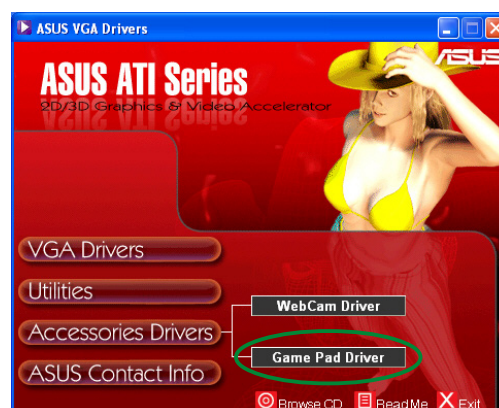 ASUS VGA Drivers
ASUS
ASUS ATI Series
2D/3D Graphics & Video Accelerator
VGA Drivers
Utilities
WebCam Driver
Accessories Drivers
Game Pad Driver
ASUS Contact Info
Browse CD ReadMe Exit